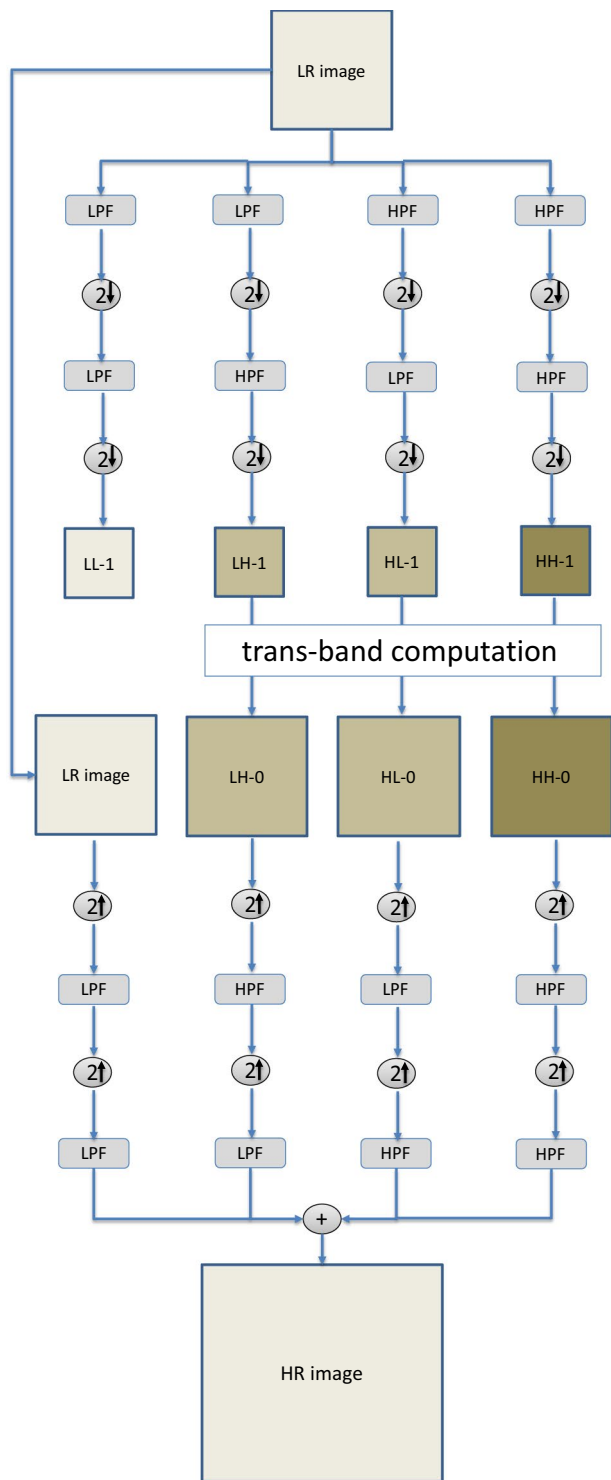 LR image
LPF
LPF
HPF
HPF
2
2
2
2
LPF
HPF
LPF
HPF
2
2
2
2
LL-1
LH-1
HL-1
HH-1
trans-band computation
LR image
LH-0
HL-0
HH-0
2
2
2
2
LPF
HPF
LPF
HPF
2
2
2
2
LPF
LPF
HPF
HPF
+
HR image